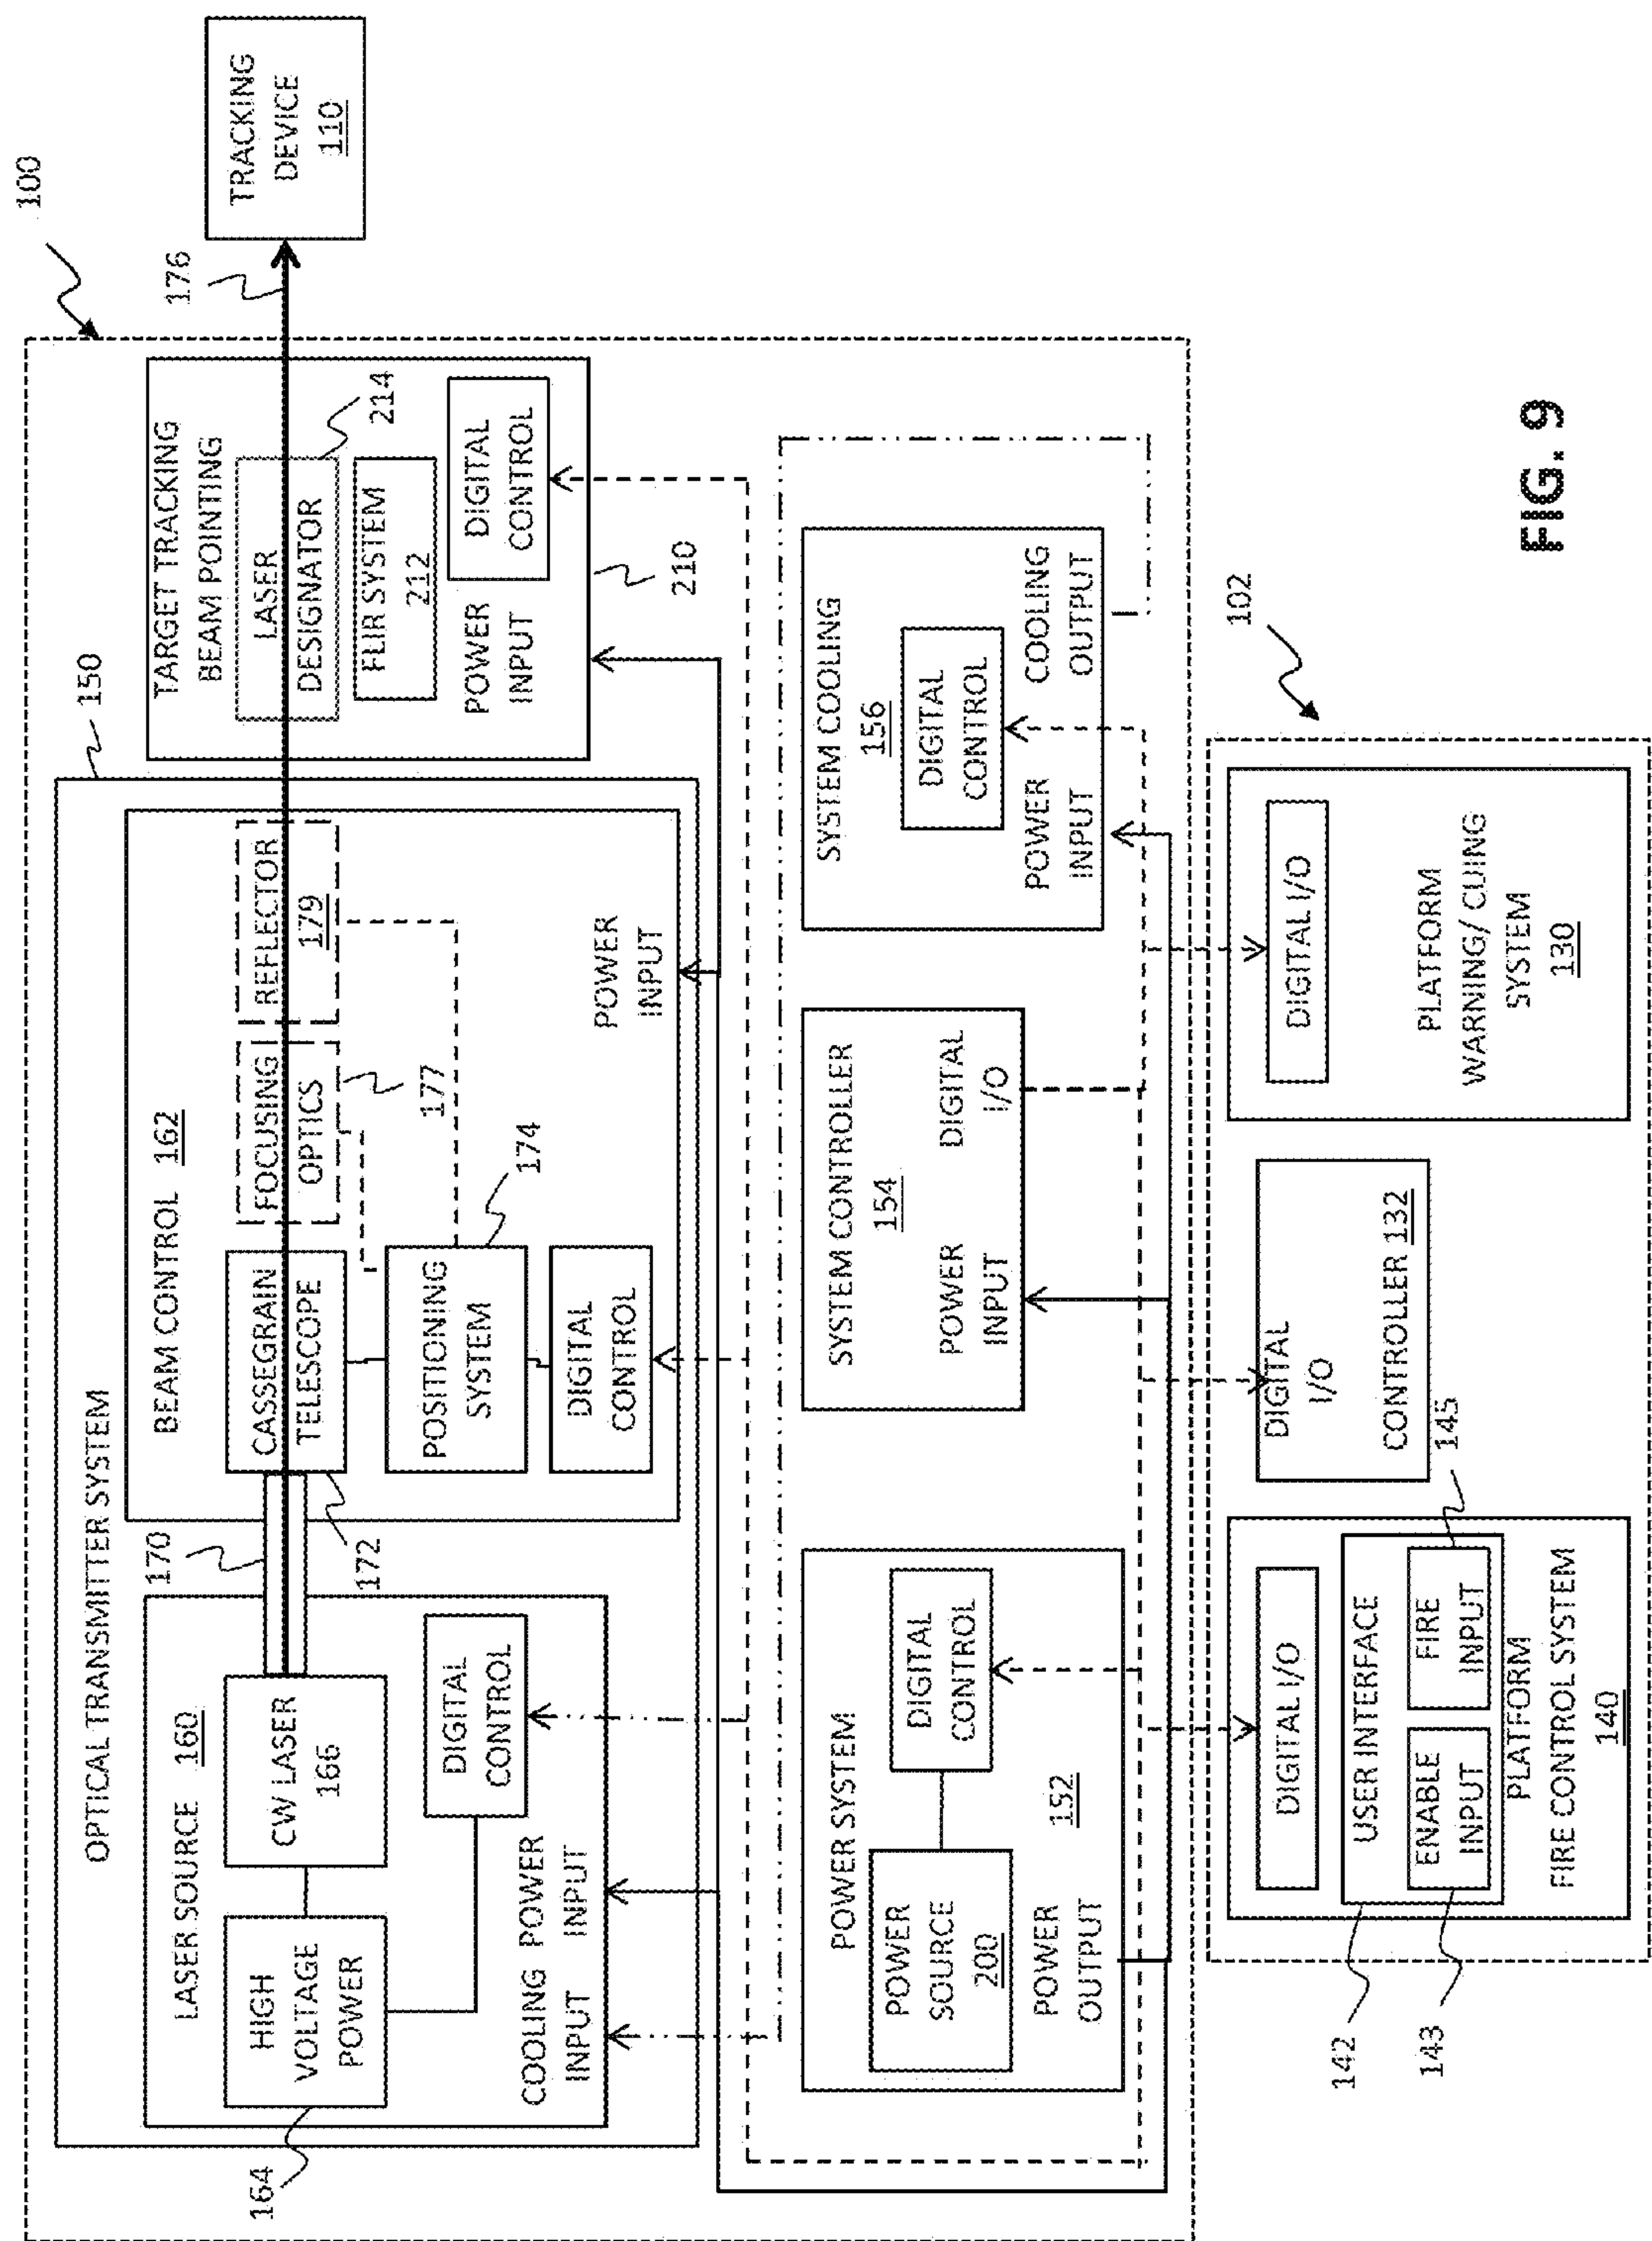 100
OPTICAL TRANSMITTER SYSTEM
150
LASER SOURCE 160
HIGH
VOLTAGE
POWER
164
CW LASER
166
DIGITAL
CONTROL
COOLING
INPUT
POWER
INPUT
170
172
BEAM CONTROL 162
CASSEGRAIN
TELESCOPE
FOCUSING
OPTICS
177
REFLECTOR
179
POSITIONING
SYSTEM
174
DIGITAL
CONTROL
POWER
INPUT
TARGET TRACKING
BEAM POINTING
LASER
DESIGNATOR
214
FLIR SYSTEM
212
POWER
INPUT
DIGITAL
CONTROL
210
176
TRACKING
DEVICE
110
POWER SYSTEM
POWER
SOURCE
200
DIGITAL
CONTROL
152
POWER
OUTPUT
SYSTEM CONTROLLER
154
POWER
INPUT
DIGITAL
I/O
SYSTEM COOLING
156
DIGITAL
CONTROL
POWER
INPUT
COOLING
OUTPUT
102
DIGITAL I/O
USER INTERFACE
ENABLE
INPUT
FIRE
INPUT
PLATFORM
FIRE CONTROL SYSTEM
140
142
143
145
DIGITAL
I/O
CONTROLLER 132
DIGITAL I/O
PLATFORM
WARNING/ CUING
SYSTEM
130
FIG. 9